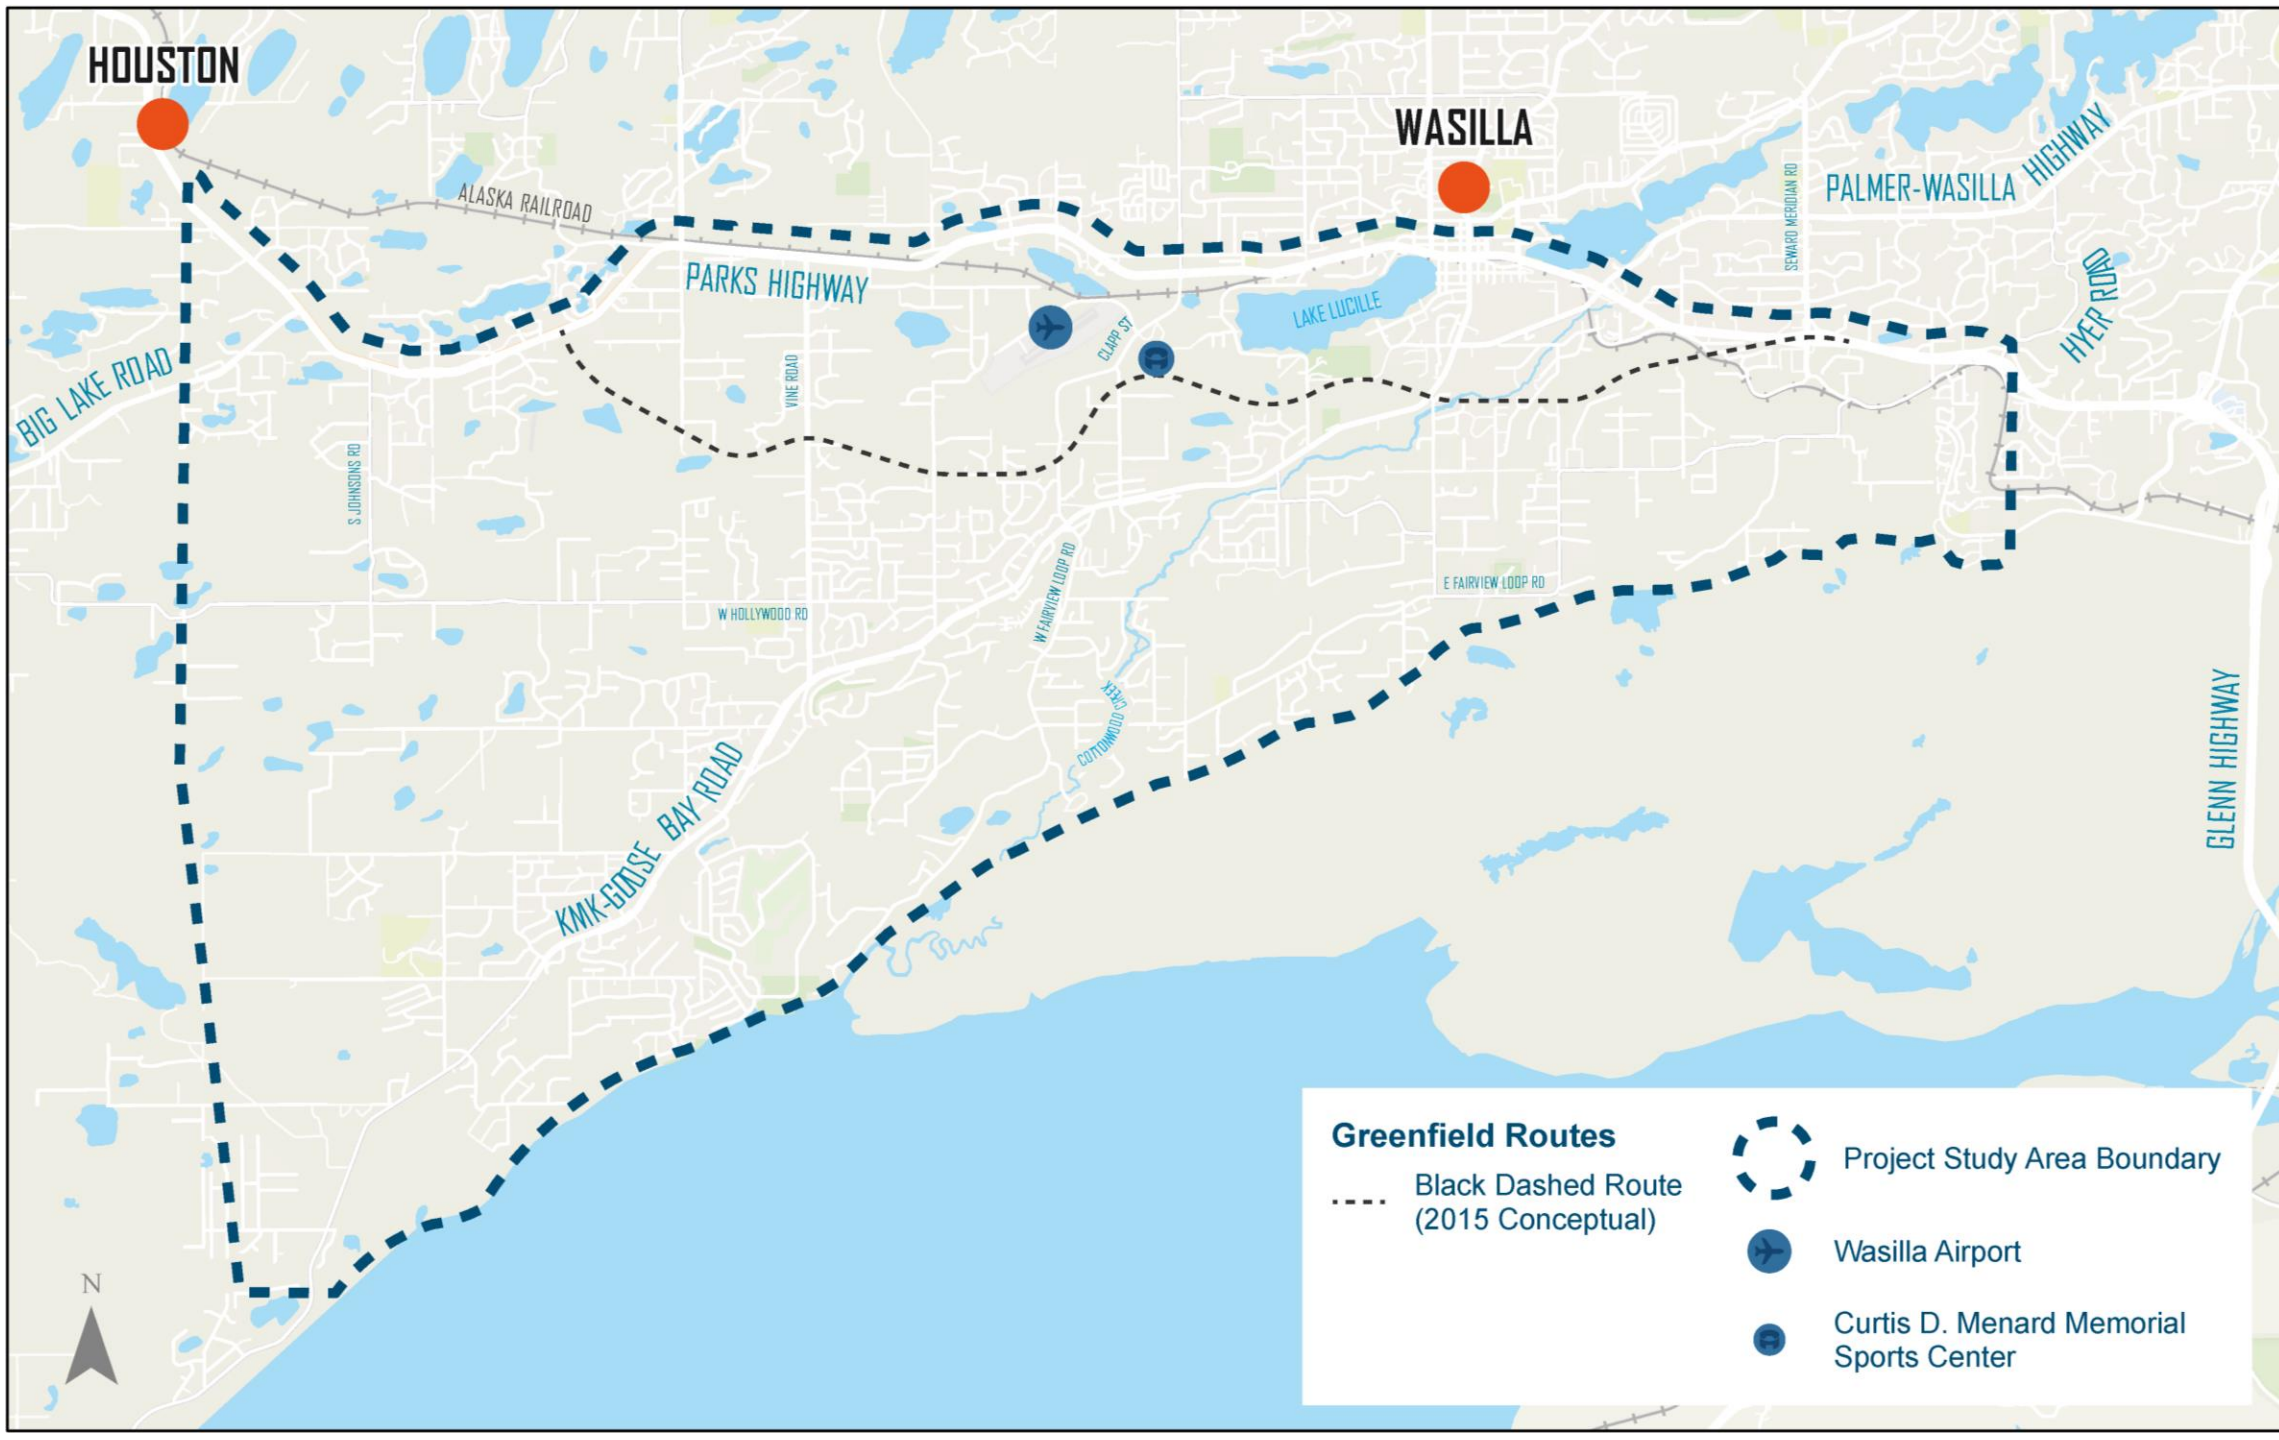 HOUSTON
WASILLA
ALASKA RAILROAD
PALMER-WASILLA HIGHWAY
SEWARD MERIDIAN RD
PARKS HIGHWAY
LAKE LUCILLE
HYER ROAD
BIG LAKE ROAD
CLAPP ST
VINE ROAD
S JOHNSONS RD
W HOLLYWOOD RD
W FAIRVIEW LOOP RD
E FAIRVIEW LOOP RD
COTTONWOOD CREEK
KMK-GOOSE BAY ROAD
GLENN HIGHWAY
N
Greenfield Routes
Black Dashed Route
(2015 Conceptual)
Project Study Area Boundary
Wasilla Airport
Curtis D. Menard Memorial
Sports Center